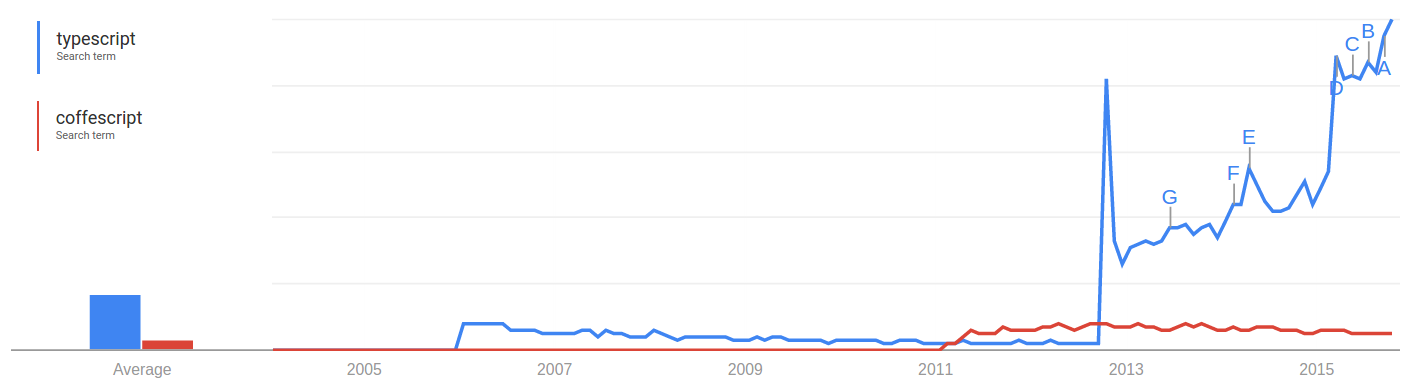 typescript
Search term
coffescript
Search term
A
B
C
D
E
F
G
Average
2005
2007
2009
2011
2013
2015